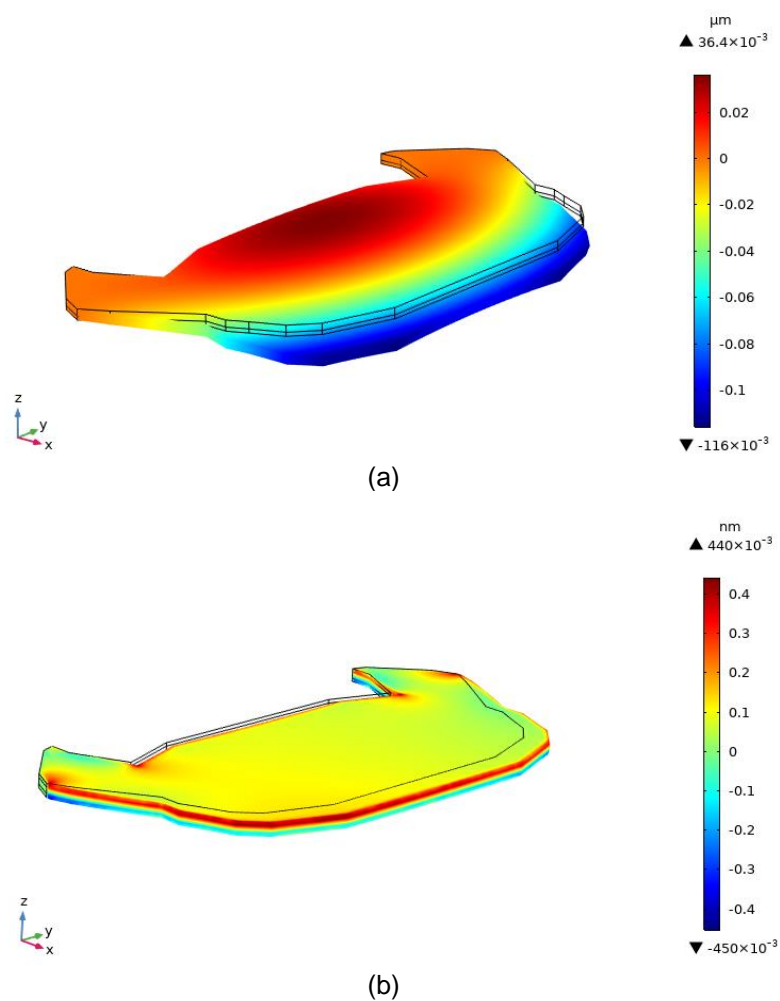 μm
▲ 36.4×10⁻³
0.02
0
-0.02
-0.04
-0.06
-0.08
-0.1
▼ -116×10⁻³
z
y
x
(a)
nm
▲ 440×10⁻³
0.4
0.3
0.2
0.1
0
-0.1
-0.2
-0.3
-0.4
▼ -450×10⁻³
z
y
x
(b)